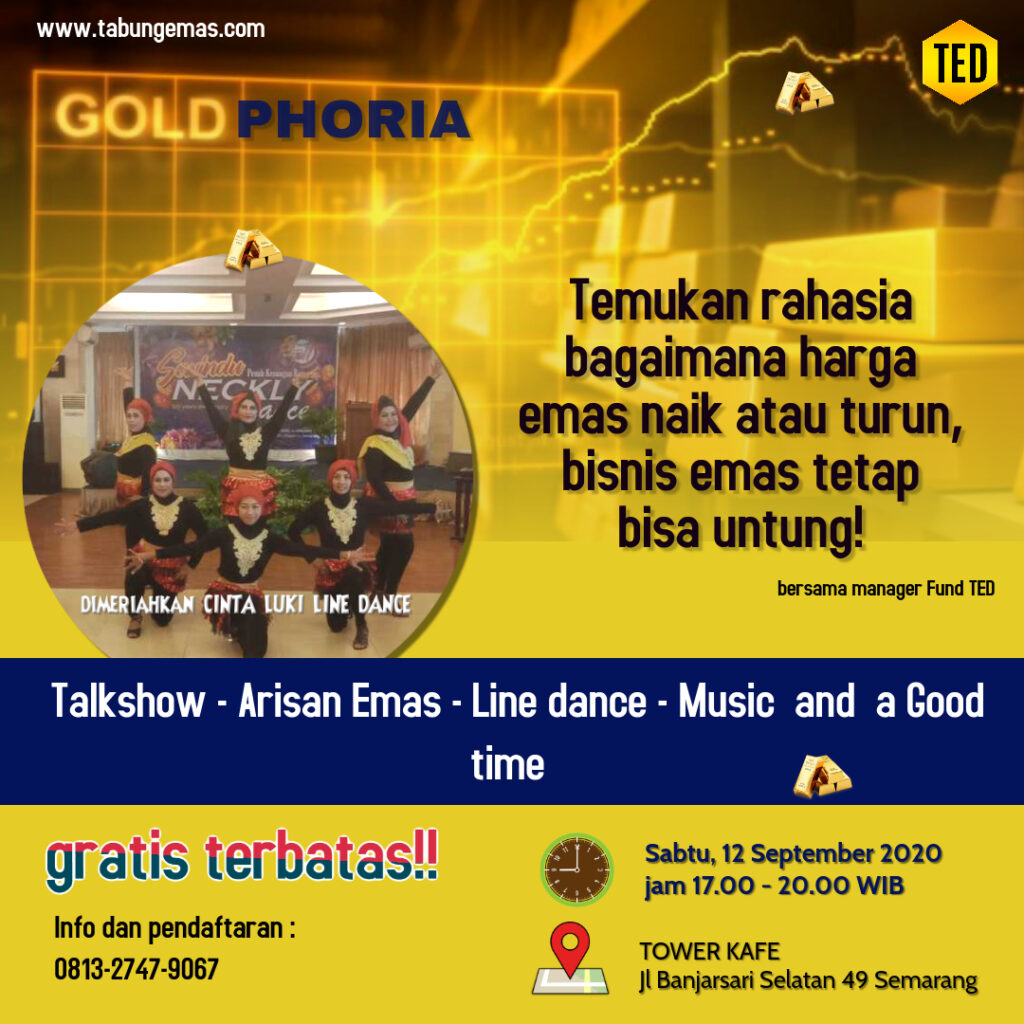 www.tabungemas.com
TED
GOLD PHORIA
NECKLY
DIMERIAHKAN CINTA LUKI LINE DANCE
Temukan rahasia
bagaimana harga
emas naik atau turun,
bisnis emas tetap
bisa untung!
bersama manager Fund TED
Talkshow - Arisan Emas - Line dance - Music and a Good
time
gratis terbatas!!
Info dan pendaftaran :
0813-2747-9067
Sabtu, 12 September 2020
jam 17.00 - 20.00 WIB
TOWER KAFE
Jl Banjarsari Selatan 49 Semarang